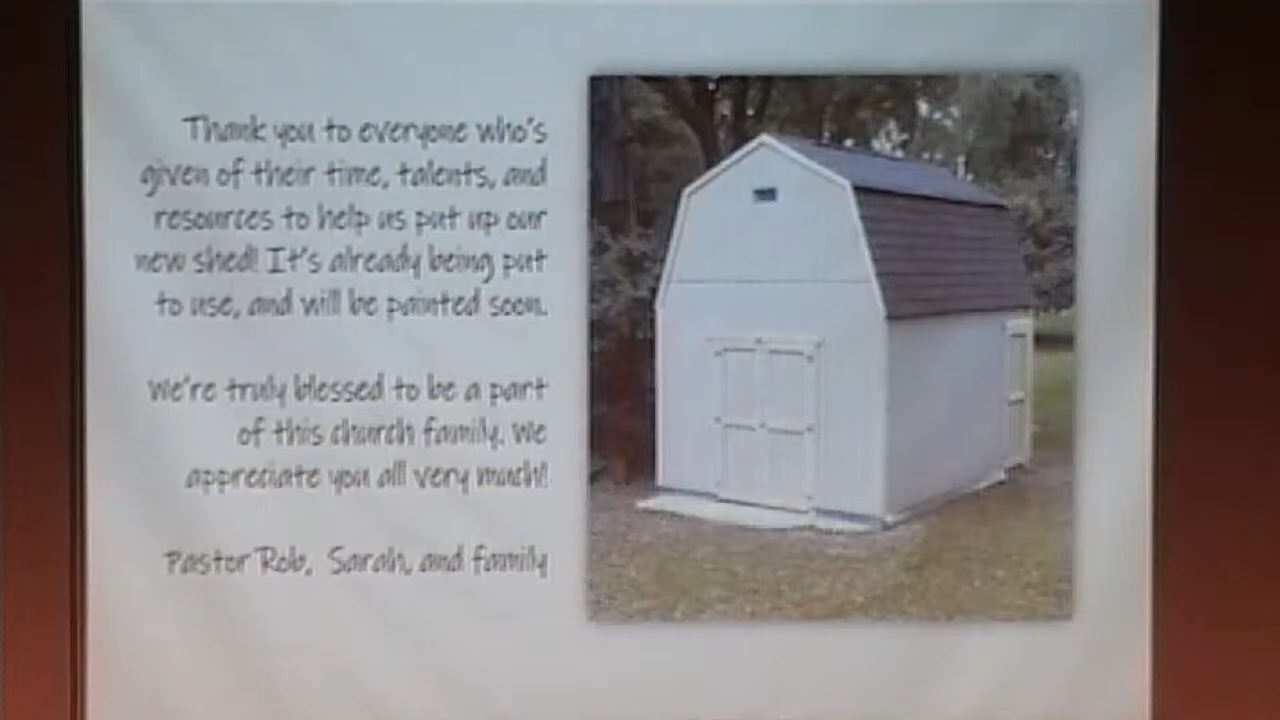 Thank you to everyone who's
given of their time, talents, and
resources to help us put up our
new shed! It's already being put
to use, and will be painted soon.
We're truly blessed to be a part
of this church family. We
appreciate you all very much!
Pastor Rob, Sarah, and family